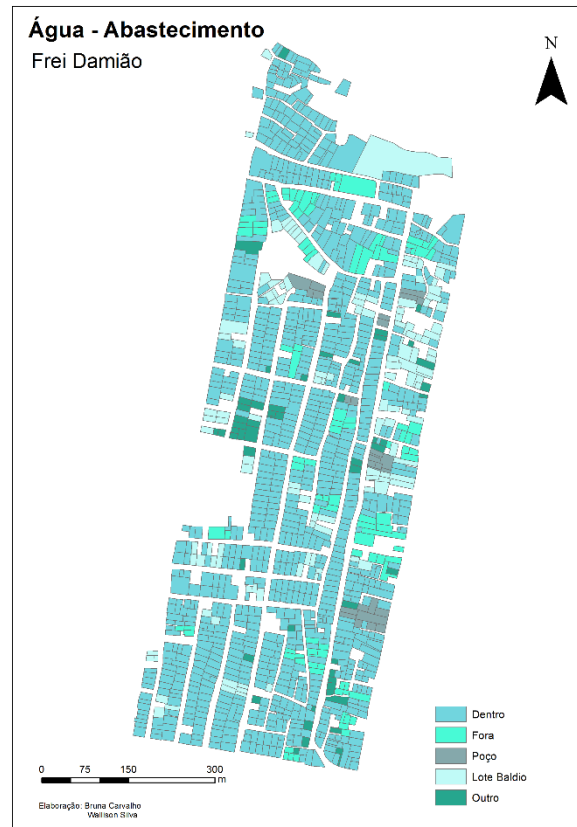 Água - Abastecimento
Frei Damião
N
Dentro
Fora
Poço
Lote Baldio
Outro
0 75 150 300
m
Elaboração: Bruna Carvalho
Wallison Silva